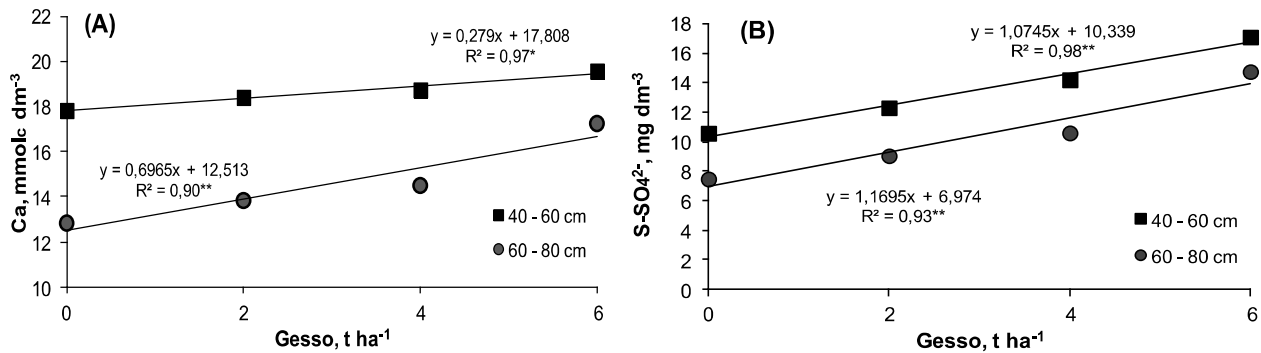 (A)
22
20
18
16
14
12
10
Ca, mmolc dm-3
y = 0,279x + 17,808
R² = 0,97*
y = 0,6965x + 12,513
R² = 0,90**
40 - 60 cm
60 - 80 cm
0 2 4 6
Gesso, t ha-1
(B)
18
16
14
12
10
8
6
4
2
0
S-SO42-, mg dm-3
y = 1,0745x + 10,339
R² = 0,98**
y = 1,1695x + 6,974
R² = 0,93**
40 - 60 cm
60 - 80 cm
0 2 4 6
Gesso, t ha-1